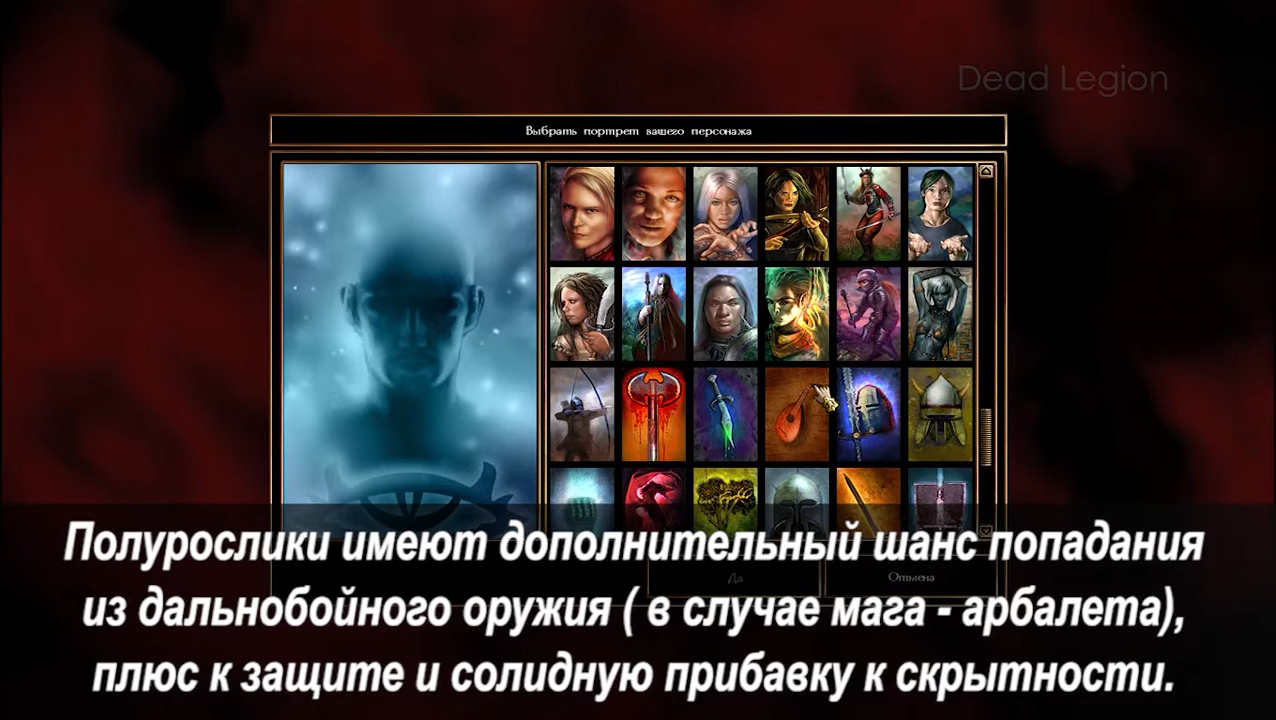 Dead Legion
Выбрать портрет вашего персонажа
Да
Отмена
Полурослики имеют дополнительный шанс попадания
из дальнобойного оружия ( в случае мага - арбалета),
плюс к защите и солидную прибавку к скрытности.